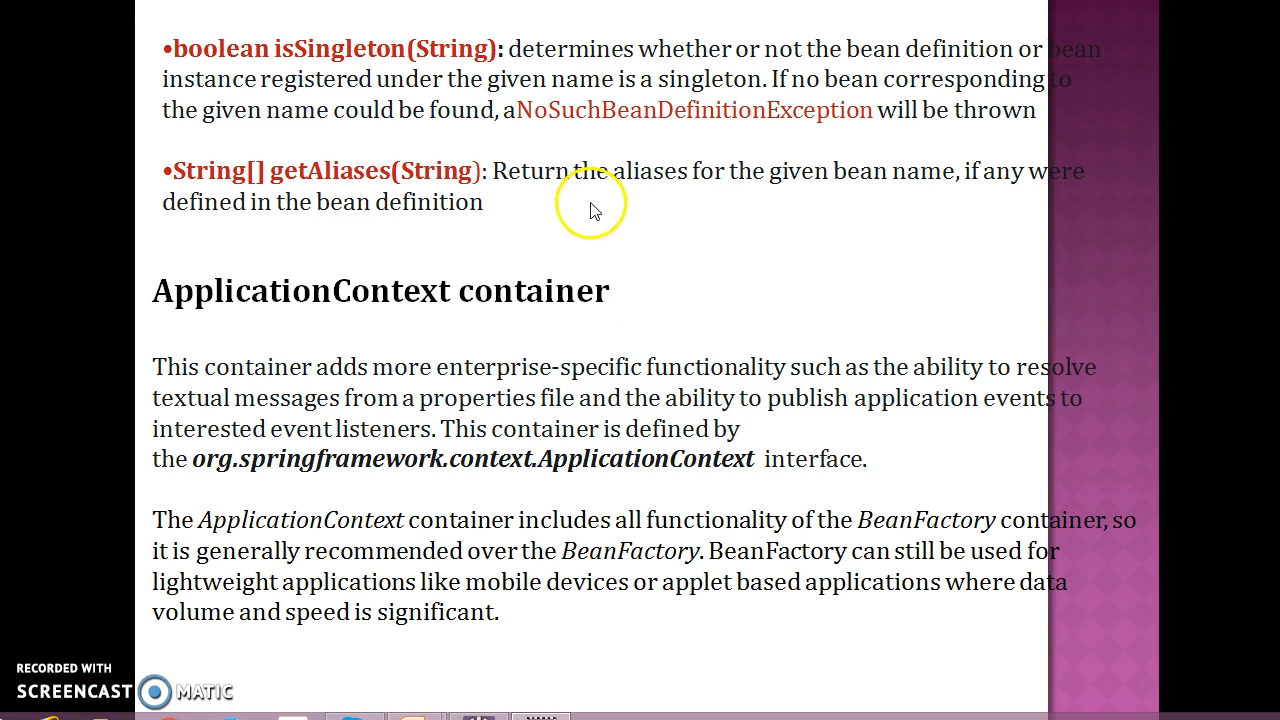 •boolean isSingleton(String): determines whether or not the bean definition or bean
instance registered under the given name is a singleton. If no bean corresponding to
the given name could be found, aNoSuchBeanDefinitionException will be thrown
•String[] getAliases(String): Return the aliases for the given bean name, if any were
defined in the bean definition
ApplicationContext container
This container adds more enterprise-specific functionality such as the ability to resolve
textual messages from a properties file and the ability to publish application events to
interested event listeners. This container is defined by
the org.springframework.context.ApplicationContext interface.
The ApplicationContext container includes all functionality of the BeanFactory container, so
it is generally recommended over the BeanFactory. BeanFactory can still be used for
lightweight applications like mobile devices or applet based applications where data
volume and speed is significant.
RECORDED WITH
SCREENCAST MATIC